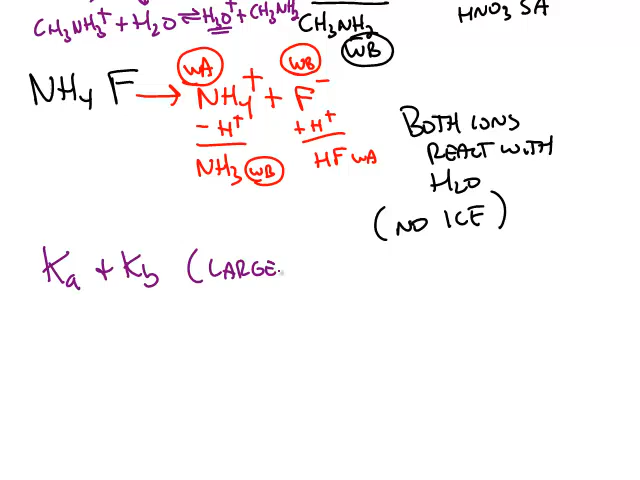 CH3NH3+ + H2O ⇌ H3O+ + CH3NH2
CH3NH2
WB
HNO3 SA
NH4 F → NH4+ + F-
WA
WB
- H+
NH3 WB
+ H+
HF WA
BOTH IONS
REACT WITH
H2O
(NO ICE)
Ka + Kb (LARGE